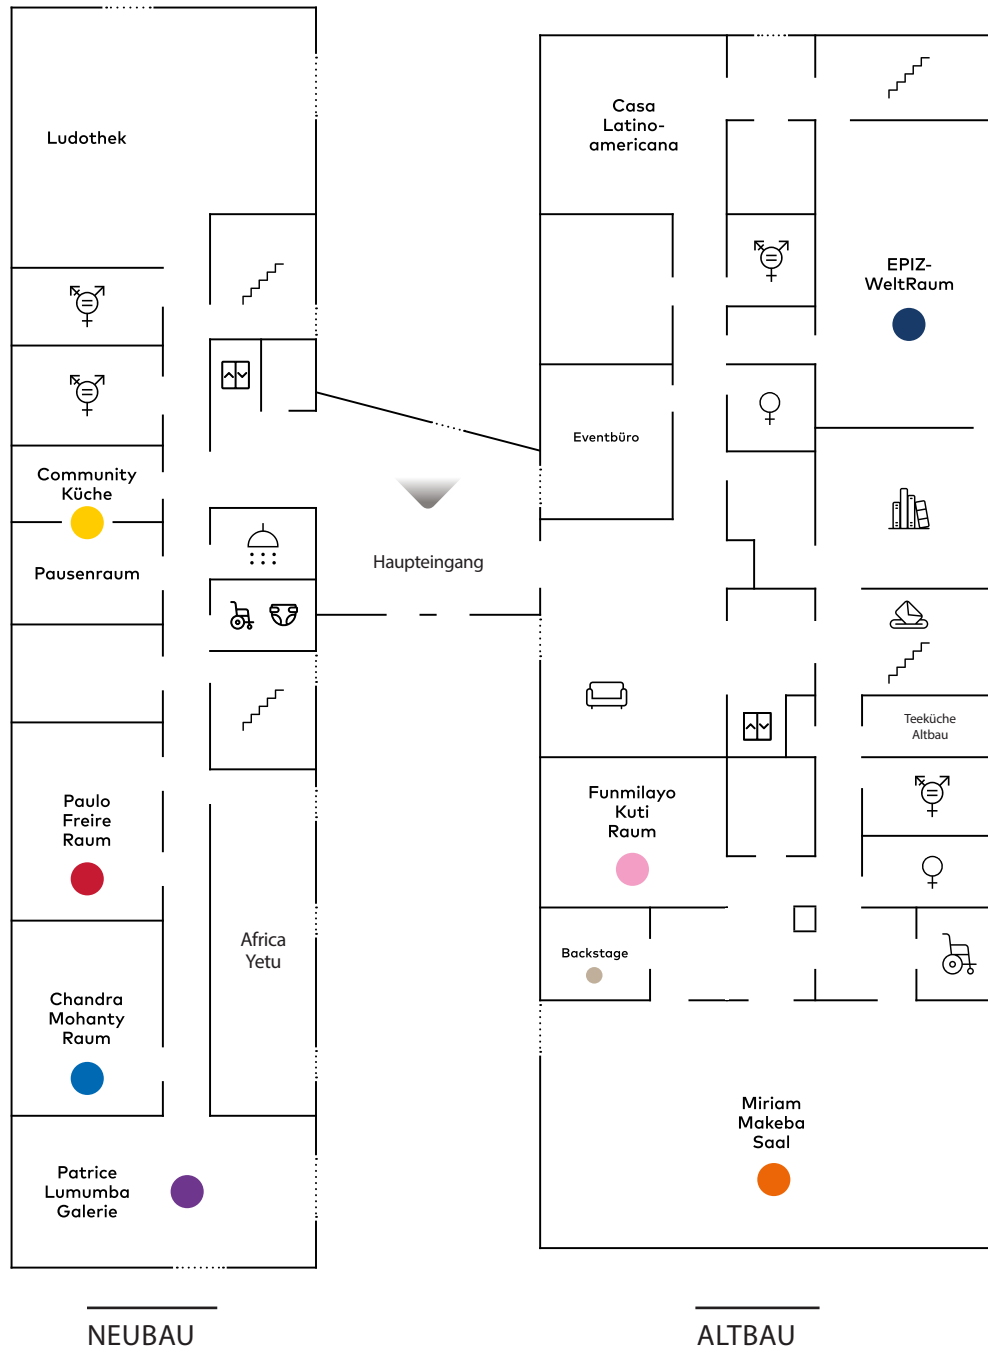 Ludothek
Community
Küche
Pausenraum
Paulo
Freire
Raum
Chandra
Mohanty
Raum
Africa
Yetu
Patrice
Lumumba
Galerie
NEUBAU
Haupteingang
Casa
Latino-
americana
EPIZ-
WeltRaum
Eventbüro
Teeküche
Altbau
Funmilayo
Kuti
Raum
Backstage
Miriam
Makeba
Saal
ALTBAU